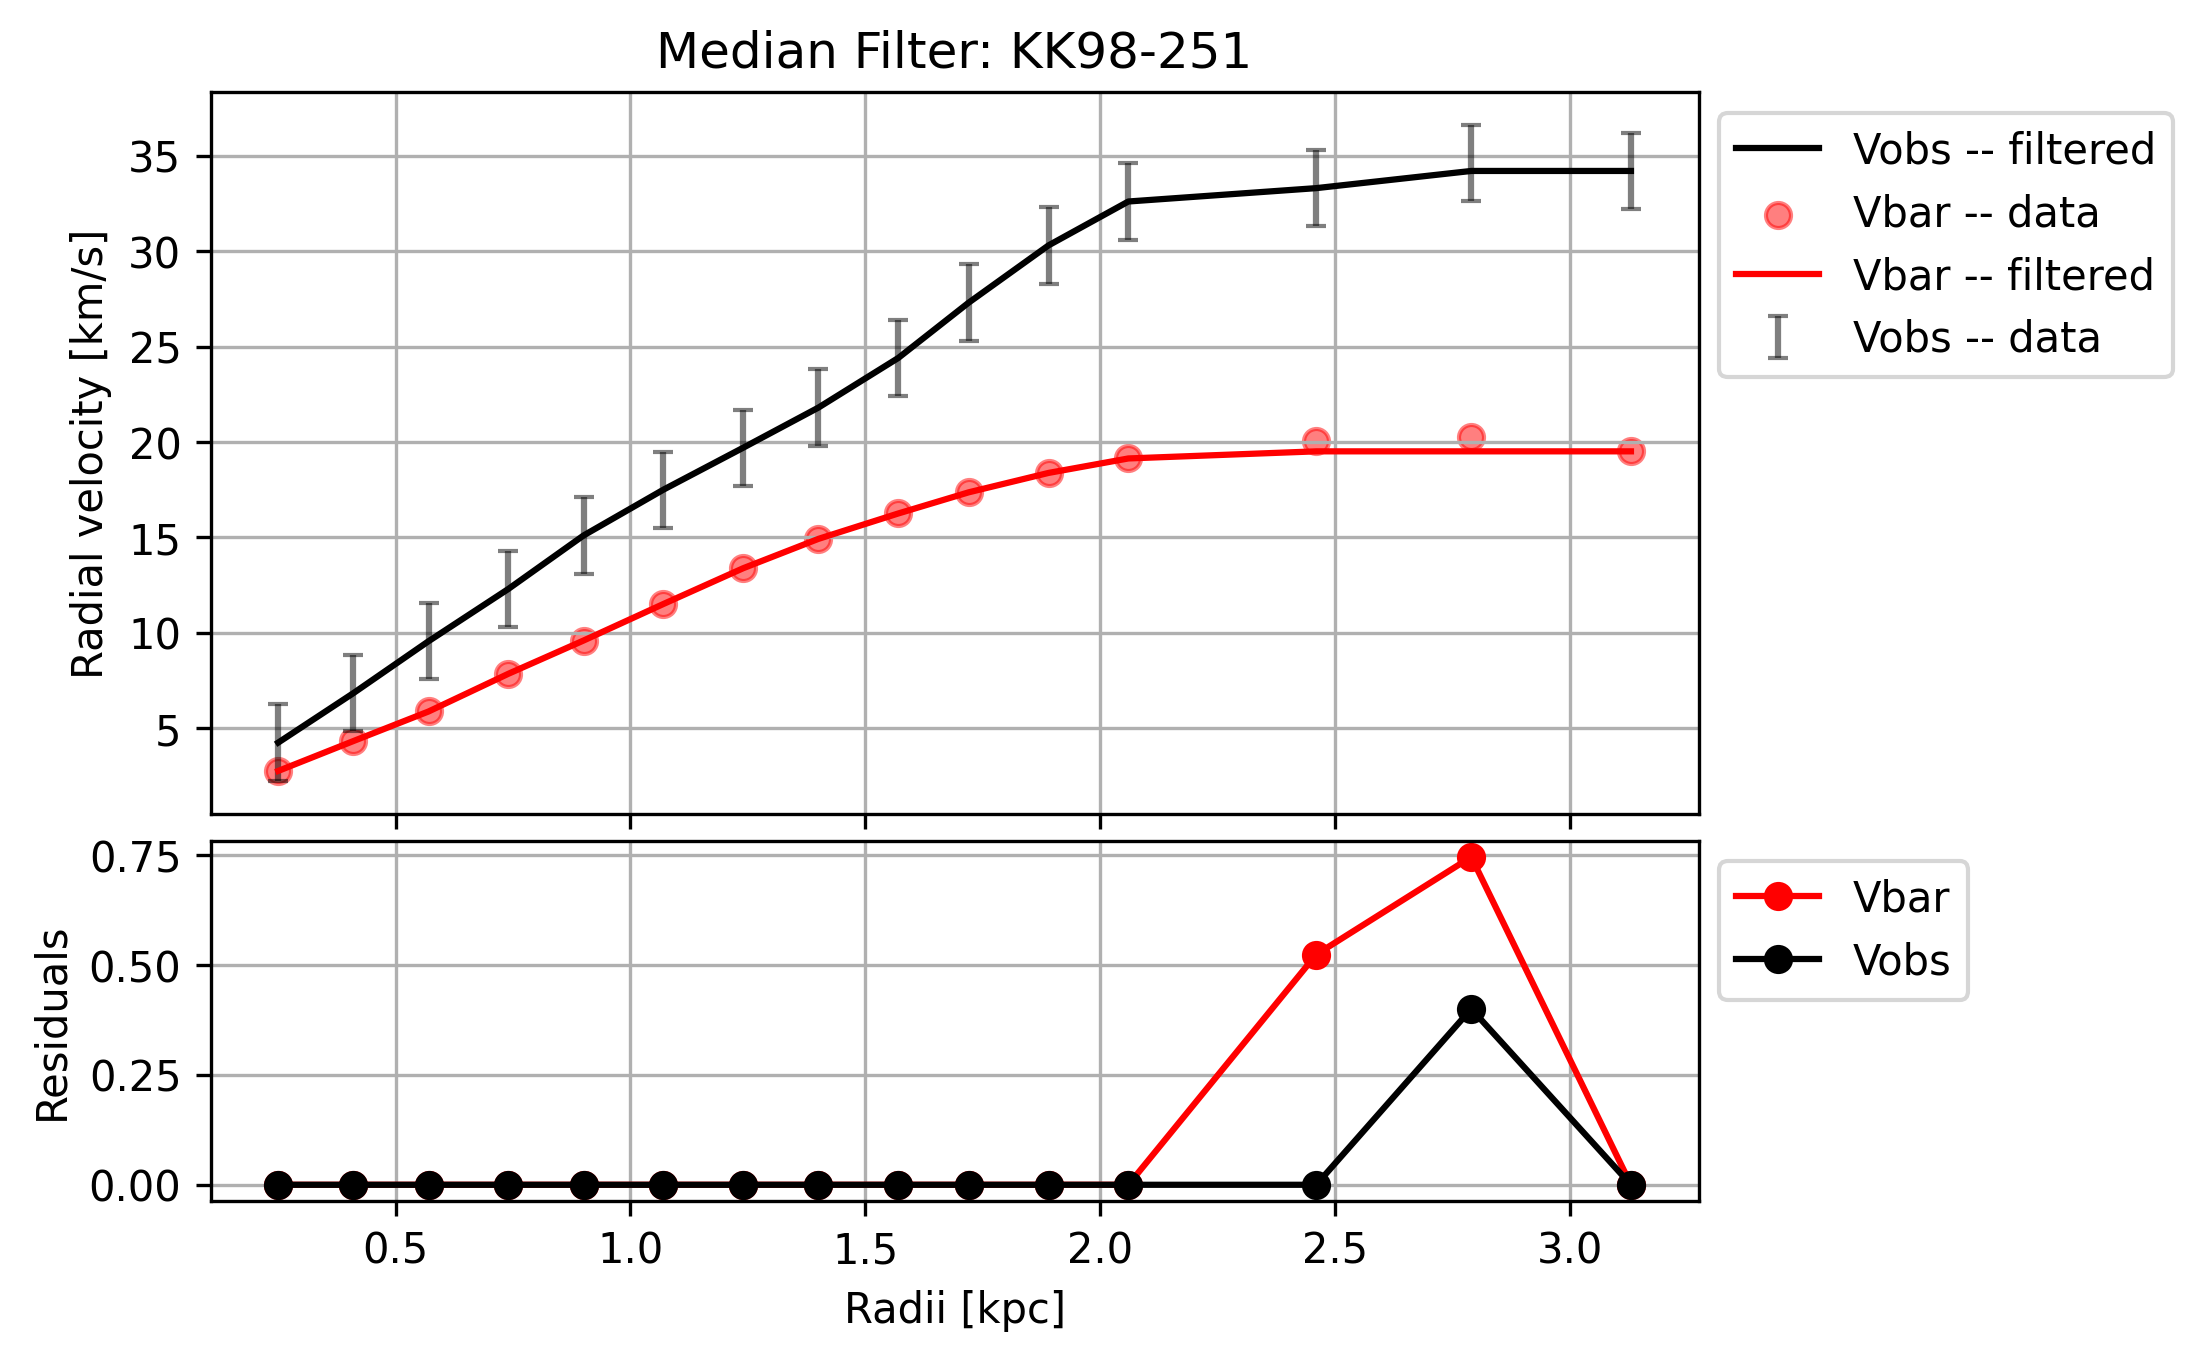 Median Filter: KK98-251
Radial velocity [km/s]
35
30
25
20
15
10
5
Vobs -- filtered
Vbar -- data
Vbar -- filtered
Vobs -- data
Residuals
0.75
0.50
0.25
0.00
Vbar
Vobs
0.5 1.0 1.5 2.0 2.5 3.0
Radii [kpc]